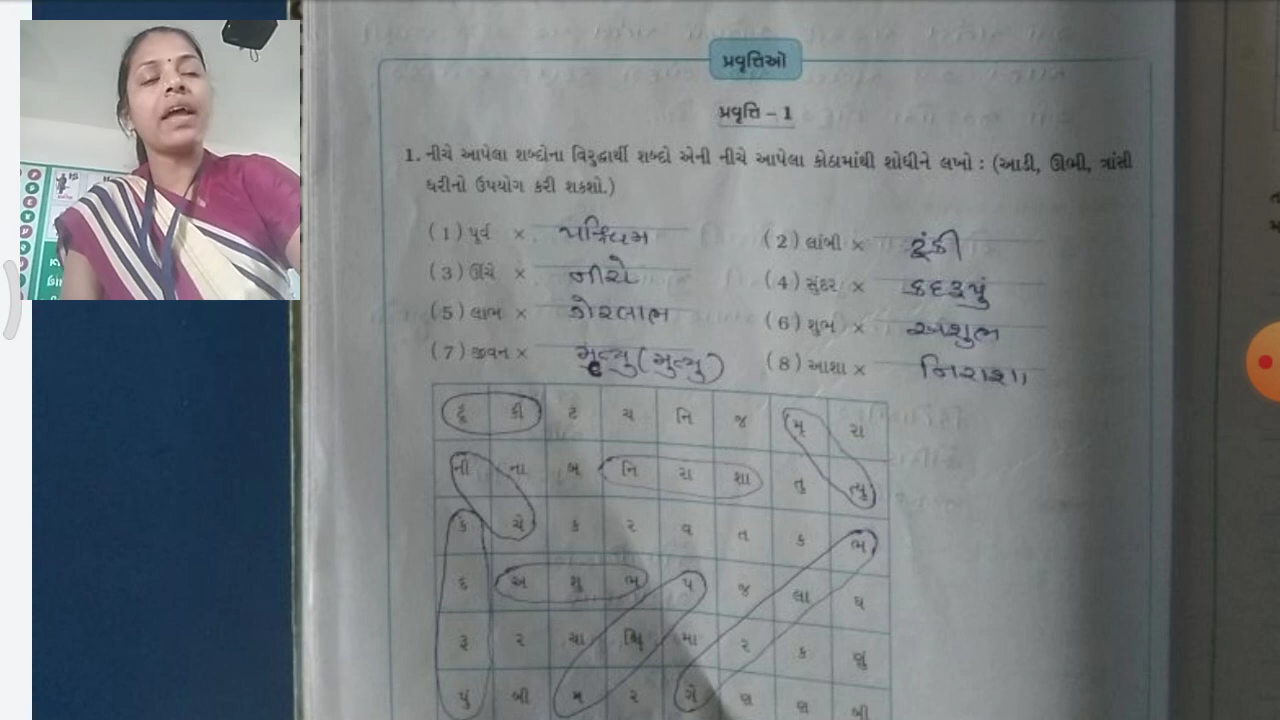 પ્રવૃત્તિઓ
પ્રવૃત્તિ – 1
1. નીચે આપેલા શબ્દોના વિરુદ્ધાર્થી શબ્દો એની નીચે આપેલા કોઠામાંથી શોધીને લખો : (આડી, ઊભી, ત્રાંસી
ધરીનો ઉપયોગ કરી શકશો.)
(1) પૂર્વ × પશ્ચિમ (2) લાંબી × ટૂંકી
(3) ઊંચે × નીચે (4) સુંદર × કદરૂપું
(5) લાભ × ગેરલાભ (6) શુભ × અશુભ
(7) જીવન × મૃત્યુ (મૃત્યુ) (8) આશા × નિરાશા
ટૂં કી ટ ચ નિ જ મૃ રા
ની ના બ નિ રા શા તુ ત્યુ
ક ચે ક ર વ ત ક ભ
દ અ શુ ભ પ જ લા ઘ
રૂ ર ચા શ્ચિ મા ર ક શું
પું બી મ ર ગે ણ ણ બી